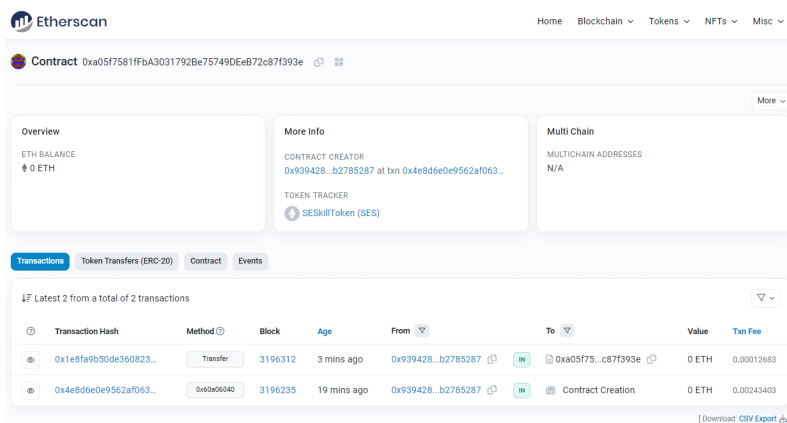 Etherscan
Home Blockchain Tokens NFTs Misc
Contract 0xa05f7581fFbA3031792Be75749DEeB72c87f393e
More
Overview
ETH BALANCE
0 ETH
More Info
CONTRACT CREATOR
0x939428...b2785287 at txn 0x4e8d6e0e9562af063...
TOKEN TRACKER
SESkillToken (SES)
Multi Chain
MULTICHAIN ADDRESSES
N/A
Transactions Token Transfers (ERC-20) Contract Events
Latest 2 from a total of 2 transactions
Transaction Hash Method Block Age From To Value Txn Fee
0x1e8fa9b50de360823... Transfer 3196312 3 mins ago 0x939428...b2785287 IN 0xa05f75...c87f393e 0 ETH 0.00012683
0x4e8d6e0e9562af063... 0x60a06040 3196235 19 mins ago 0x939428...b2785287 IN Contract Creation 0 ETH 0.00243403
[ Download: CSV Export